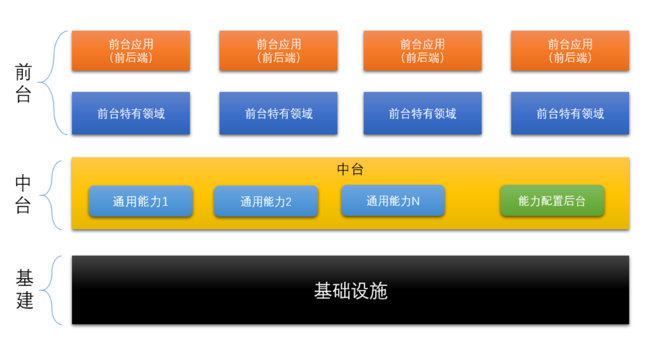 前台
前台应用
（前后端）
前台应用
（前后端）
前台应用
（前后端）
前台应用
（前后端）
前台特有领域
前台特有领域
前台特有领域
前台特有领域
中台
中台
通用能力1
通用能力2
通用能力N
能力配置后台
基建
基础设施